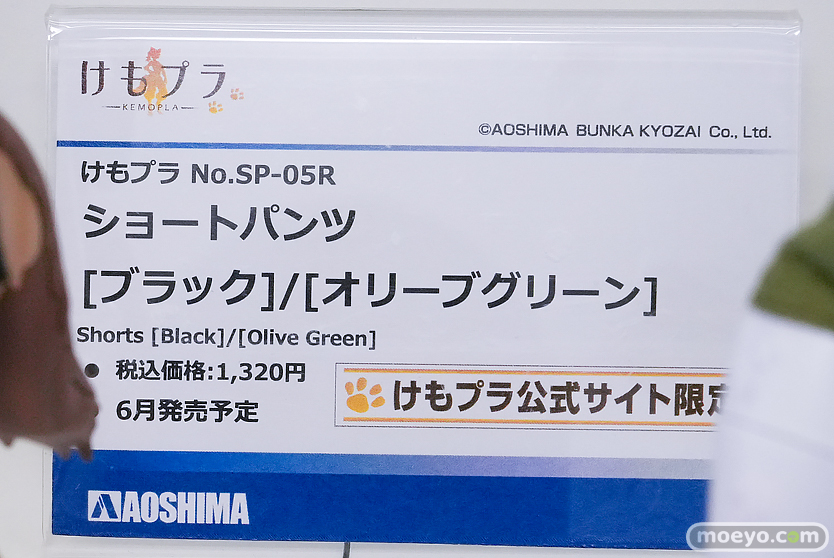 けもプラ
KEMOPLA
©AOSHIMA BUNKA KYOZAI Co., Ltd.
けもプラ No.SP-05R
ショートパンツ
[ブラック]/[オリーブグリーン]
Shorts [Black]/[Olive Green]
● 税込価格:1,320円
6月発売予定
けもプラ公式サイト限定
AOSHIMA
moeyo.com